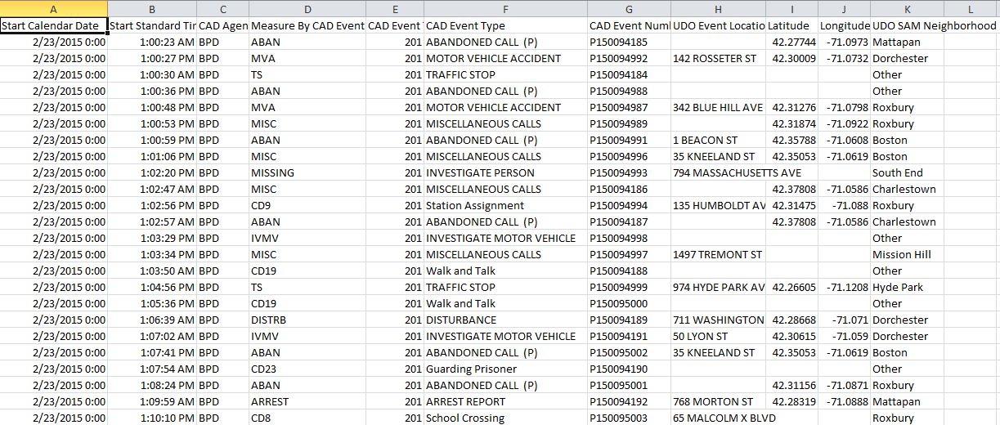 A B C D E F G H I J K L
Start Calendar Date Start Standard Tir CAD Agen Measure By CAD Event CAD Event CAD Event Type CAD Event Numl UDO Event Locatio Latitude Longitude UDO SAM Neighborhood
2/23/2015 0:00 1:00:23 AM BPD ABAN 201 ABANDONED CALL (P) P150094185 42.27744 -71.0973 Mattapan
2/23/2015 0:00 1:00:27 PM BPD MVA 201 MOTOR VEHICLE ACCIDENT P150094992 142 ROSSETER ST 42.30009 -71.0732 Dorchester
2/23/2015 0:00 1:00:30 AM BPD TS 201 TRAFFIC STOP P150094184 Other
2/23/2015 0:00 1:00:36 PM BPD ABAN 201 ABANDONED CALL (P) P150094988 Other
2/23/2015 0:00 1:00:48 PM BPD MVA 201 MOTOR VEHICLE ACCIDENT P150094987 342 BLUE HILL AVE 42.31276 -71.0798 Roxbury
2/23/2015 0:00 1:00:53 PM BPD MISC 201 MISCELLANEOUS CALLS P150094989 42.31874 -71.0922 Roxbury
2/23/2015 0:00 1:00:59 PM BPD ABAN 201 ABANDONED CALL (P) P150094991 1 BEACON ST 42.35788 -71.0608 Boston
2/23/2015 0:00 1:01:06 PM BPD MISC 201 MISCELLANEOUS CALLS P150094996 35 KNEELAND ST 42.35053 -71.0619 Boston
2/23/2015 0:00 1:02:20 PM BPD MISSING 201 INVESTIGATE PERSON P150094993 794 MASSACHUSETTS AVE South End
2/23/2015 0:00 1:02:47 AM BPD MISC 201 MISCELLANEOUS CALLS P150094186 42.37808 -71.0586 Charlestown
2/23/2015 0:00 1:02:56 PM BPD CD9 201 Station Assignment P150094994 135 HUMBOLDT AV 42.31475 -71.088 Roxbury
2/23/2015 0:00 1:02:57 AM BPD ABAN 201 ABANDONED CALL (P) P150094187 42.37808 -71.0586 Charlestown
2/23/2015 0:00 1:03:29 PM BPD IVMV 201 INVESTIGATE MOTOR VEHICLE P150094998 Other
2/23/2015 0:00 1:03:34 PM BPD MISC 201 MISCELLANEOUS CALLS P150094997 1497 TREMONT ST Mission Hill
2/23/2015 0:00 1:03:50 AM BPD CD19 201 Walk and Talk P150094188 Other
2/23/2015 0:00 1:04:56 PM BPD TS 201 TRAFFIC STOP P150094999 974 HYDE PARK AV 42.26605 -71.1208 Hyde Park
2/23/2015 0:00 1:05:36 PM BPD CD19 201 Walk and Talk P150095000 Other
2/23/2015 0:00 1:06:39 AM BPD DISTRB 201 DISTURBANCE P150094189 711 WASHINGTON 42.28668 -71.071 Dorchester
2/23/2015 0:00 1:07:02 AM BPD IVMV 201 INVESTIGATE MOTOR VEHICLE P150094191 50 LYON ST 42.30615 -71.059 Dorchester
2/23/2015 0:00 1:07:41 PM BPD ABAN 201 ABANDONED CALL (P) P150095002 35 KNEELAND ST 42.35053 -71.0619 Boston
2/23/2015 0:00 1:07:54 AM BPD CD23 201 Guarding Prisoner P150094190 Other
2/23/2015 0:00 1:08:24 PM BPD ABAN 201 ABANDONED CALL (P) P150095001 42.31156 -71.0871 Roxbury
2/23/2015 0:00 1:09:59 AM BPD ARREST 201 ARREST REPORT P150094192 768 MORTON ST 42.28319 -71.0888 Mattapan
2/23/2015 0:00 1:10:10 PM BPD CD8 201 School Crossing P150095003 65 MALCOLM X BLVD Roxbury